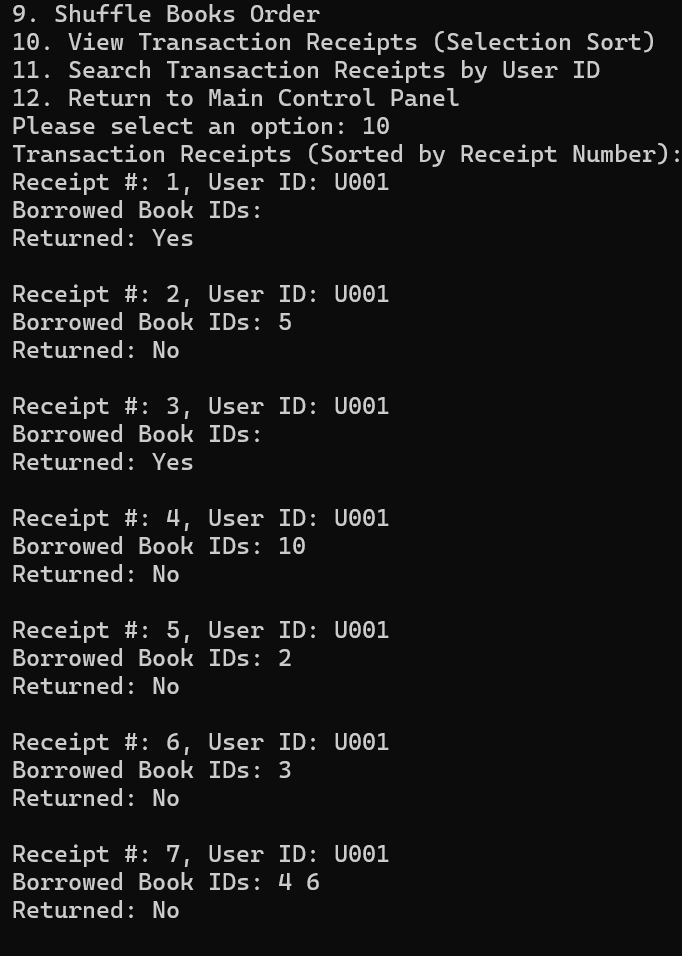 9. Shuffle Books Order
10. View Transaction Receipts (Selection Sort)
11. Search Transaction Receipts by User ID
12. Return to Main Control Panel
Please select an option: 10
Transaction Receipts (Sorted by Receipt Number):
Receipt #: 1, User ID: U001
Borrowed Book IDs:
Returned: Yes
Receipt #: 2, User ID: U001
Borrowed Book IDs: 5
Returned: No
Receipt #: 3, User ID: U001
Borrowed Book IDs:
Returned: Yes
Receipt #: 4, User ID: U001
Borrowed Book IDs: 10
Returned: No
Receipt #: 5, User ID: U001
Borrowed Book IDs: 2
Returned: No
Receipt #: 6, User ID: U001
Borrowed Book IDs: 3
Returned: No
Receipt #: 7, User ID: U001
Borrowed Book IDs: 4 6
Returned: No